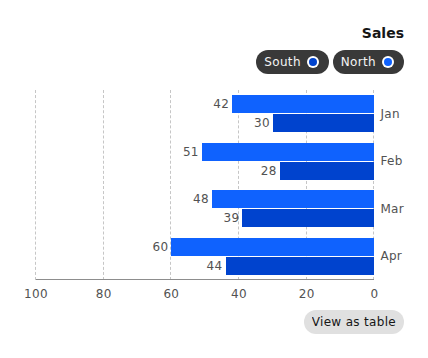 Sales
South North
42
30
Jan
51
28
Feb
48
39
Mar
60
44
Apr
100 80 60 40 20 0
View as table